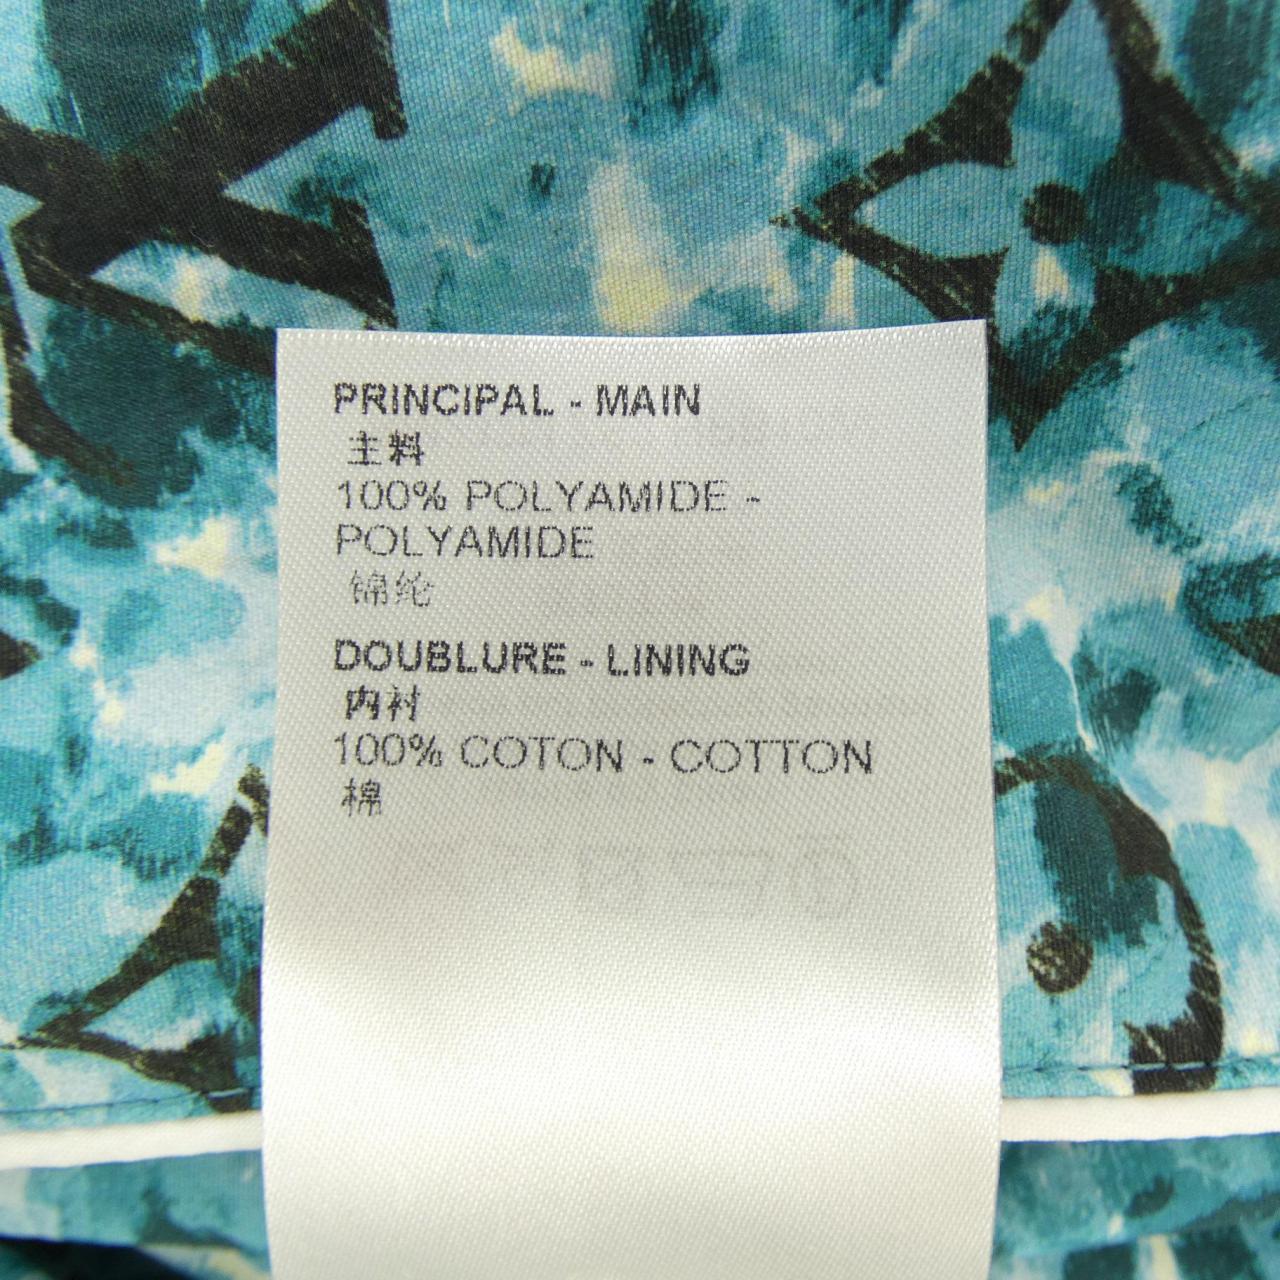 PRINCIPAL - MAIN
主料
100% POLYAMIDE -
POLYAMIDE
锦纶
DOUBLURE - LINING
内衬
100% COTON - COTTON
棉